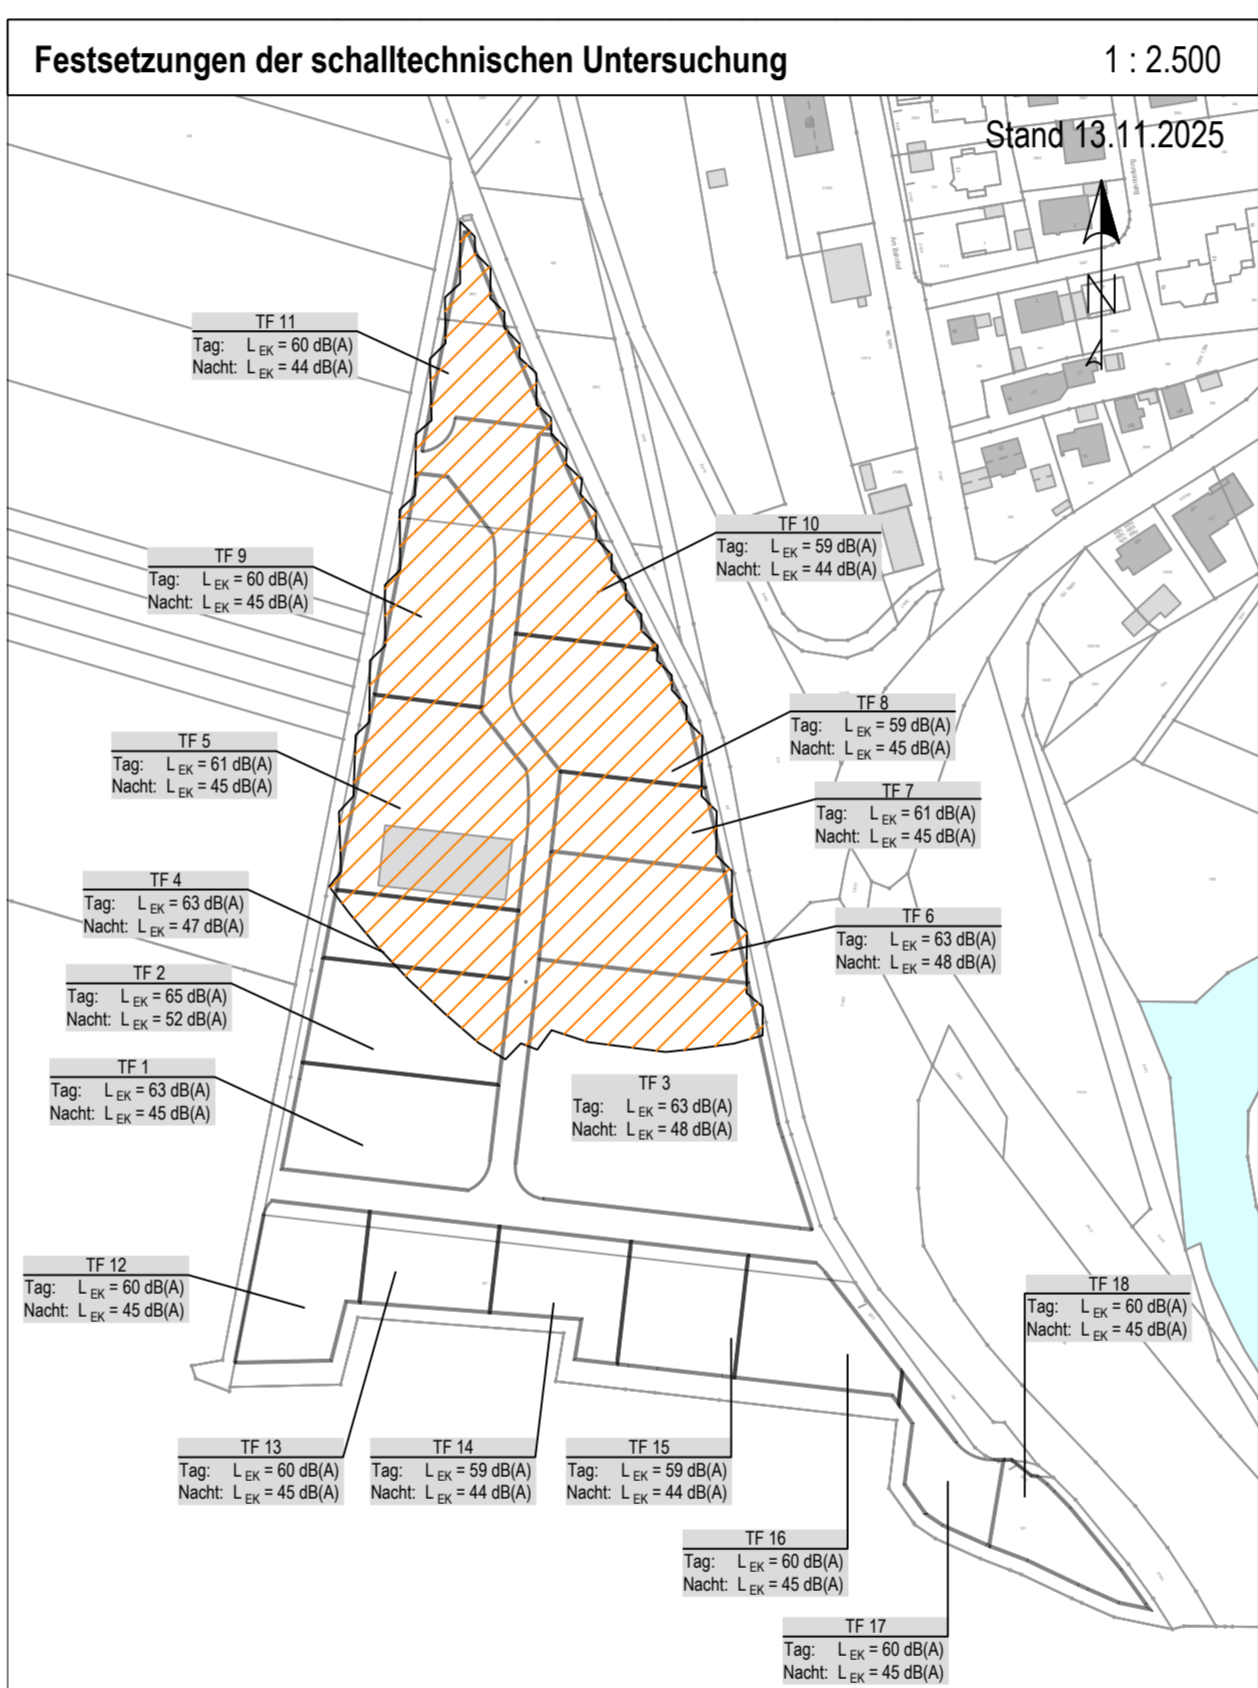 Festsetzungen der schalltechnischen Untersuchung 1 : 2.500
Stand 13.11.2025
N
Am Bahnhof
TF 11
Tag: L EK = 60 dB(A)
Nacht: L EK = 44 dB(A)
TF 10
Tag: L EK = 59 dB(A)
Nacht: L EK = 44 dB(A)
TF 9
Tag: L EK = 60 dB(A)
Nacht: L EK = 45 dB(A)
TF 8
Tag: L EK = 59 dB(A)
Nacht: L EK = 45 dB(A)
TF 5
Tag: L EK = 61 dB(A)
Nacht: L EK = 45 dB(A)
TF 7
Tag: L EK = 61 dB(A)
Nacht: L EK = 45 dB(A)
TF 4
Tag: L EK = 63 dB(A)
Nacht: L EK = 47 dB(A)
TF 6
Tag: L EK = 63 dB(A)
Nacht: L EK = 48 dB(A)
TF 2
Tag: L EK = 65 dB(A)
Nacht: L EK = 52 dB(A)
TF 1
Tag: L EK = 63 dB(A)
Nacht: L EK = 45 dB(A)
TF 3
Tag: L EK = 63 dB(A)
Nacht: L EK = 48 dB(A)
TF 12
Tag: L EK = 60 dB(A)
Nacht: L EK = 45 dB(A)
TF 18
Tag: L EK = 60 dB(A)
Nacht: L EK = 45 dB(A)
TF 13
Tag: L EK = 60 dB(A)
Nacht: L EK = 45 dB(A)
TF 14
Tag: L EK = 59 dB(A)
Nacht: L EK = 44 dB(A)
TF 15
Tag: L EK = 59 dB(A)
Nacht: L EK = 44 dB(A)
TF 16
Tag: L EK = 60 dB(A)
Nacht: L EK = 45 dB(A)
TF 17
Tag: L EK = 60 dB(A)
Nacht: L EK = 45 dB(A)